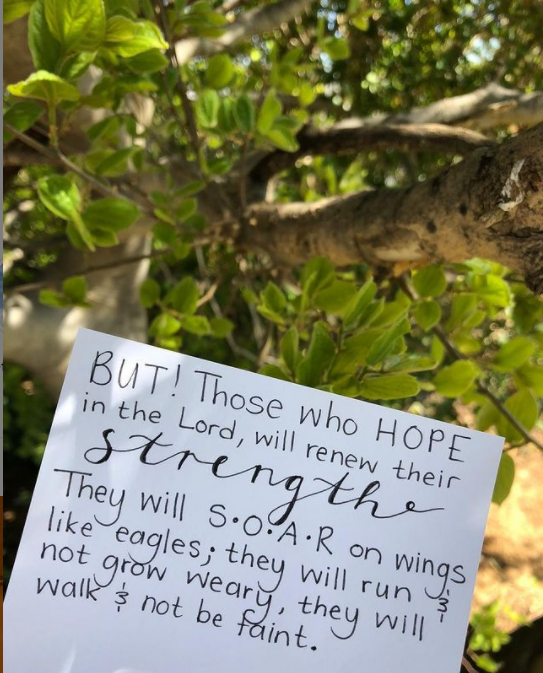 BUT! Those who HOPE
in the Lord, will renew their
strengthe
They will S.O.A.R on wings
like eagles; they will run &
not grow weary, they will
walk & not be faint.